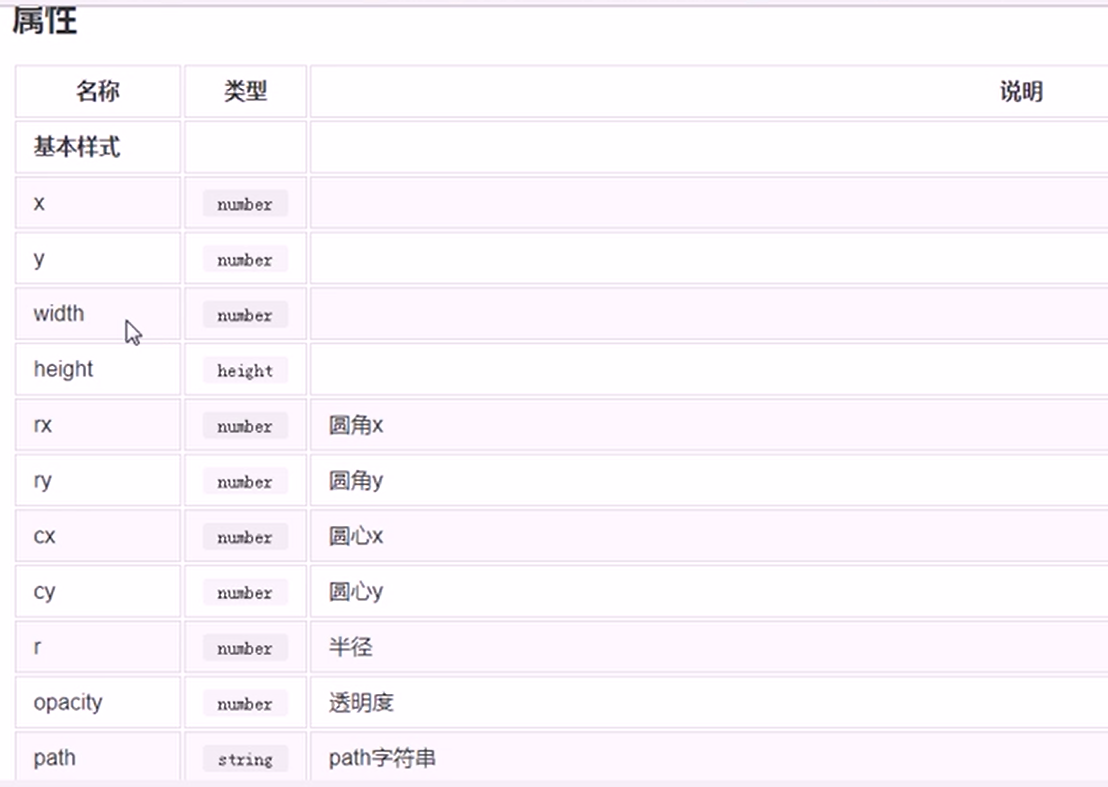 属性
名称 类型 说明
基本样式
x number
y number
width number
height height
rx number 圆角x
ry number 圆角y
cx number 圆心x
cy number 圆心y
r number 半径
opacity number 透明度
path string path字符串